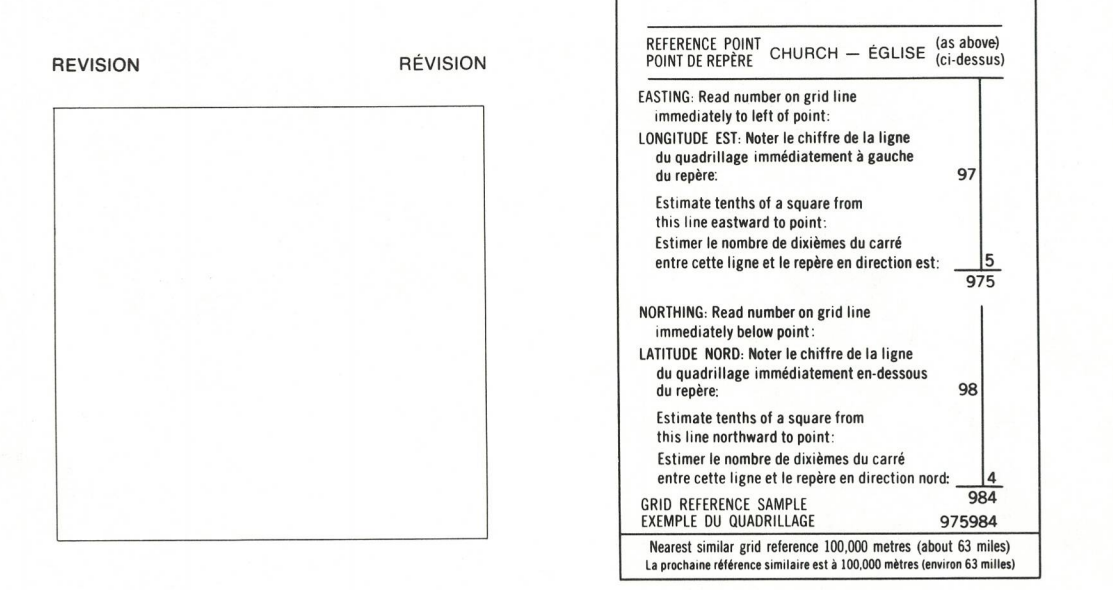 REVISION
RÉVISION
REFERENCE POINT
POINT DE REPÈRE
CHURCH — ÉGLISE
(as above)
(ci-dessus)
EASTING: Read number on grid line
immediately to left of point:
LONGITUDE EST: Noter le chiffre de la ligne
du quadrillage immédiatement à gauche
du repère: 97
Estimate tenths of a square from
this line eastward to point:
Estimer le nombre de dixièmes du carré
entre cette ligne et le repère en direction est: 5
975
NORTHING: Read number on grid line
immediately below point:
LATITUDE NORD: Noter le chiffre de la ligne
du quadrillage immédiatement en-dessous
du repère: 98
Estimate tenths of a square from
this line northward to point:
Estimer le nombre de dixièmes du carré
entre cette ligne et le repère en direction nord: 4
984
GRID REFERENCE SAMPLE
EXEMPLE DU QUADRILLAGE 975984
Nearest similar grid reference 100,000 metres (about 63 miles)
La prochaine référence similaire est à 100,000 mètres (environ 63 milles)